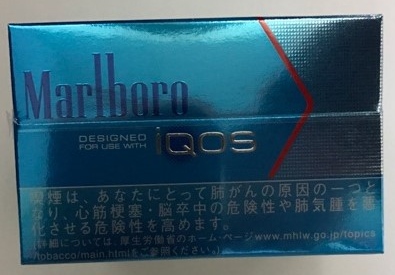 Marlboro
DESIGNED
FOR USE WITH IQOS
喫煙は、あなたにとって肺がんの原因の一つと
なり、心筋梗塞・脳卒中の危険性や肺気腫を悪
化させる危険性を高めます。
(詳細については、厚生労働省のホーム・ページwww.mhlw.go.jp/topics
/tobacco/main.htmlをご参照ください。)